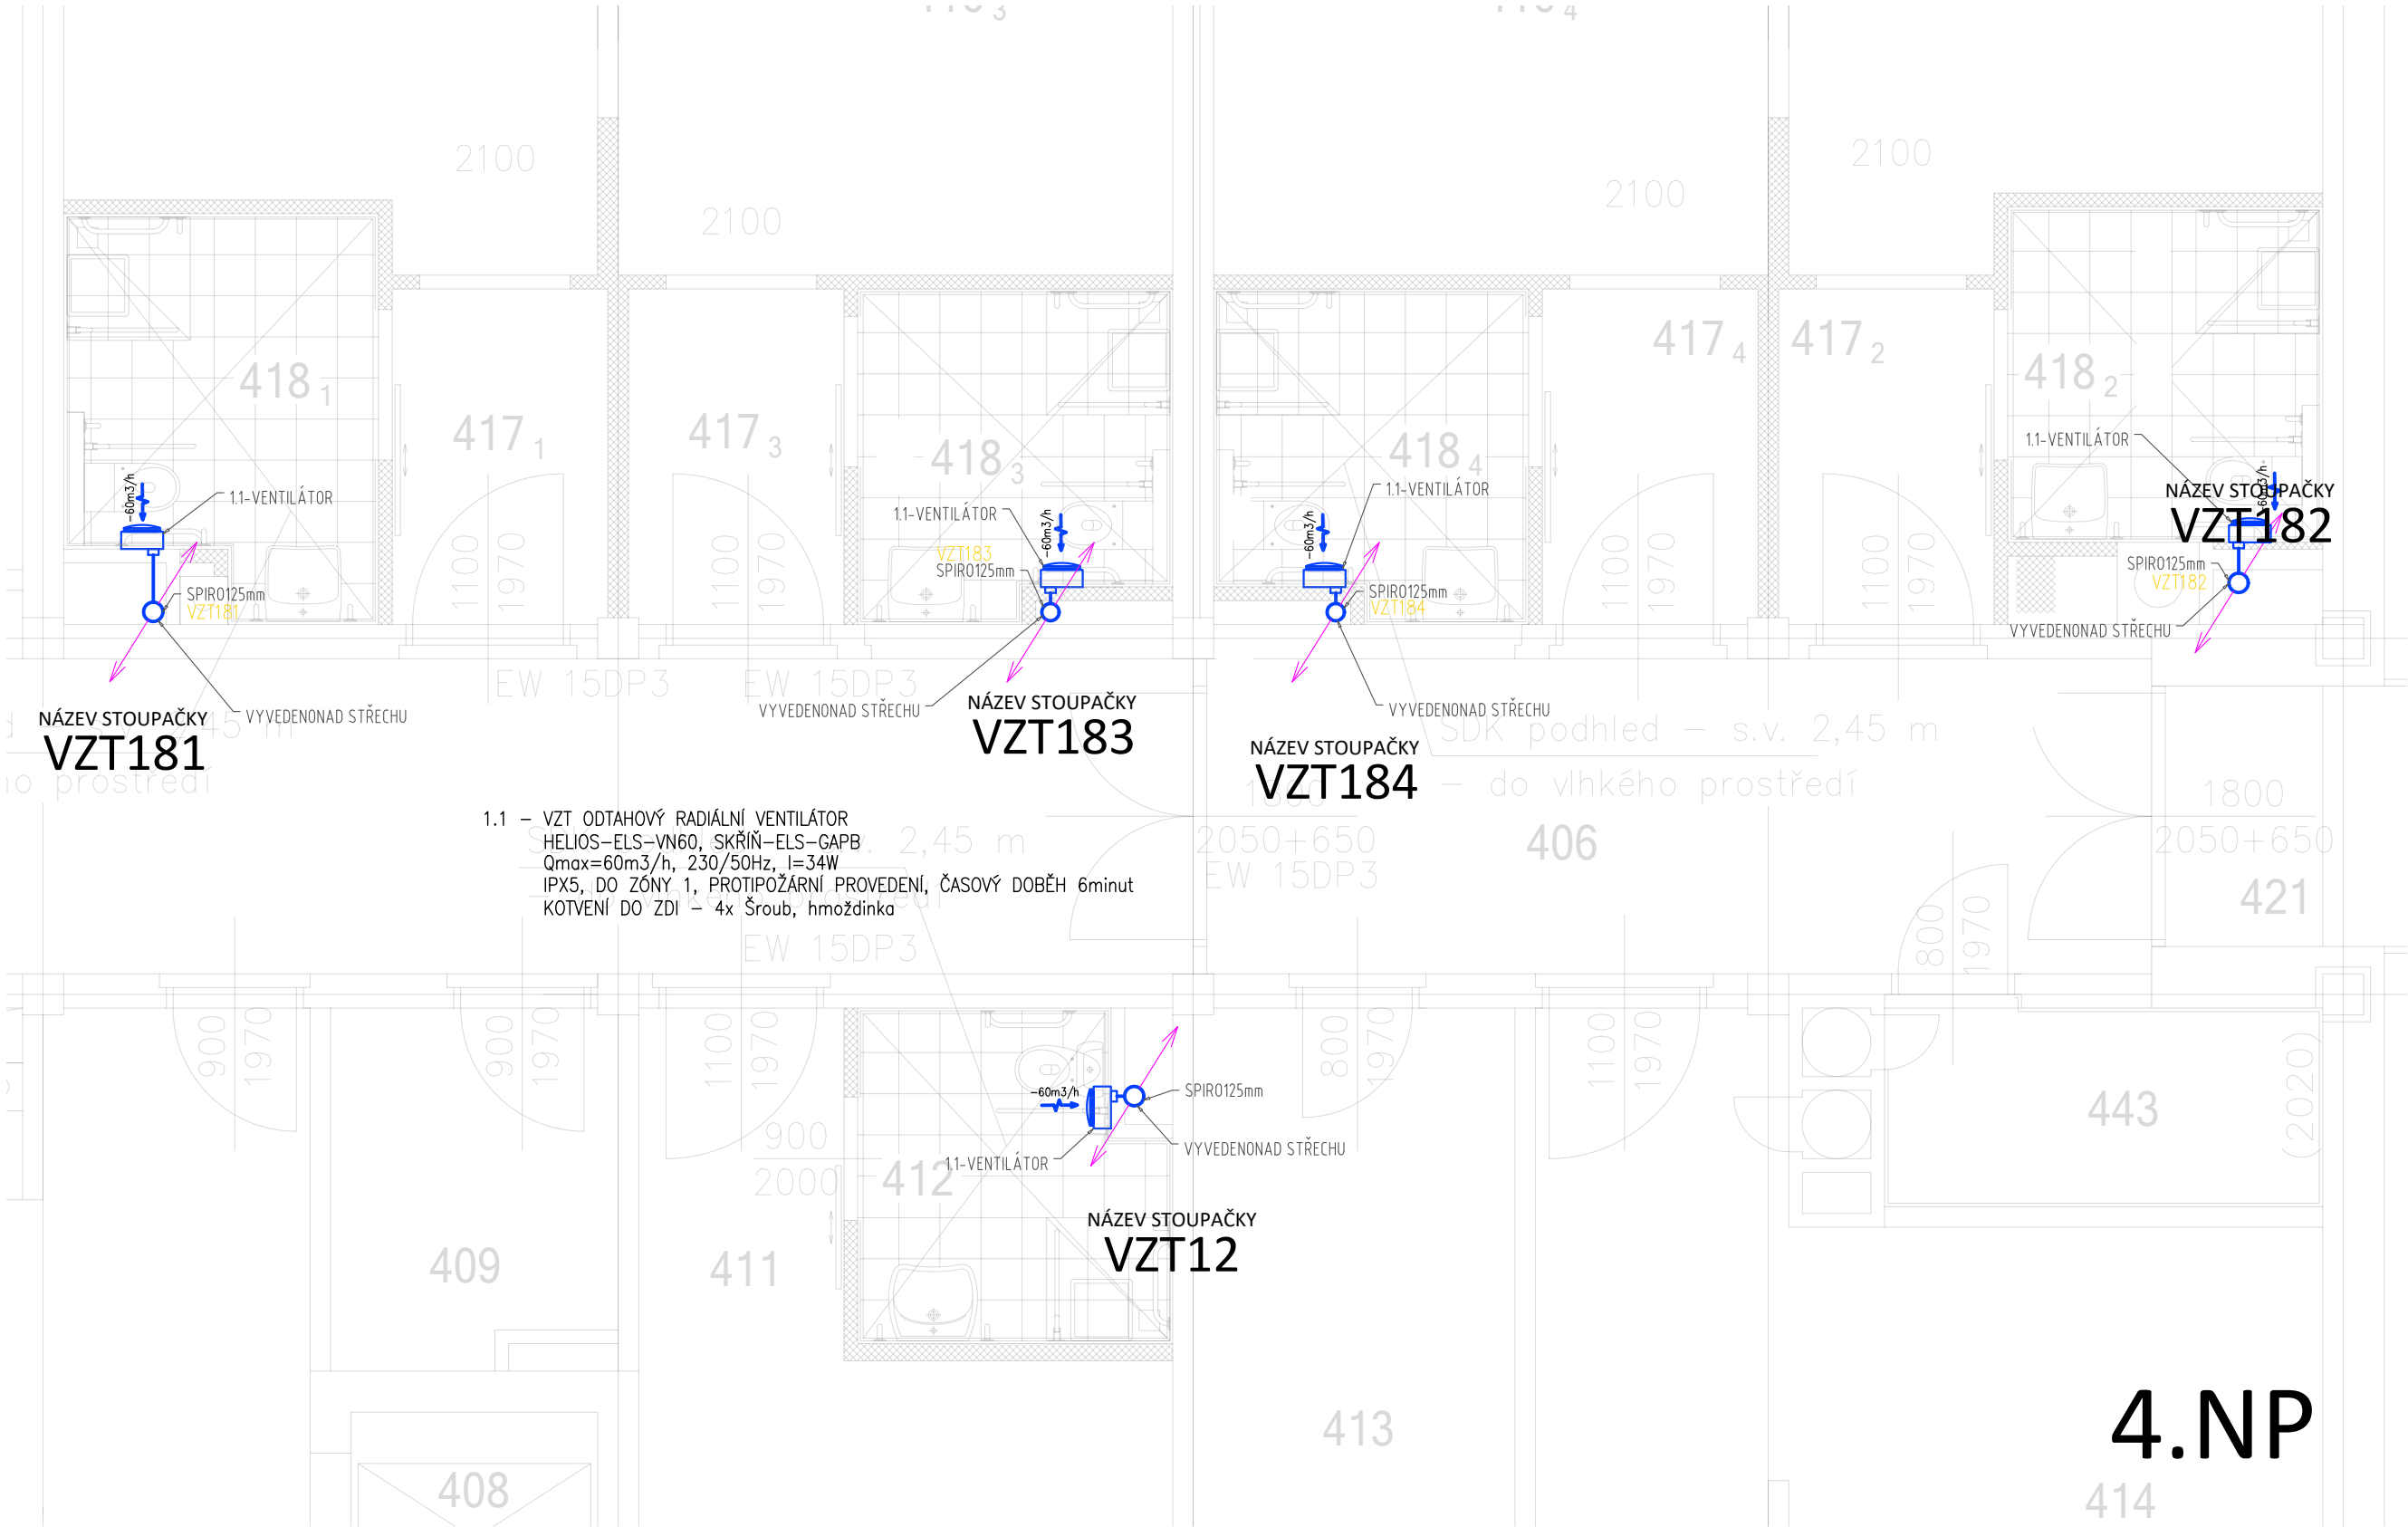 2100
2100
2100
2100
418 1
417 1
417 3
418 3
418 4
417 4
417 2
418 2
-60m3/h
1.1-VENTILÁTOR
SPIRO125mm
VZT181
VYVEDENONAD STŘECHU
NÁZEV STOUPAČKY
VZT181
1100
1970
EW 15DP3
1100
1970
EW 15DP3
1.1-VENTILÁTOR
-60m3/h
VZT183
SPIRO125mm
VYVEDENONAD STŘECHU
NÁZEV STOUPAČKY
VZT183
-60m3/h
1.1-VENTILÁTOR
SPIRO125mm
VZT184
VYVEDENONAD STŘECHU
NÁZEV STOUPAČKY
VZT184
1100
1970
1100
1970
1.1-VENTILÁTOR
-60m3/h
NÁZEV STOUPAČKY
VZT182
SPIRO125mm
VZT182
VYVEDENONAD STŘECHU
prostředí
SDK podhled - s.v. 2,45 m
- do vlhkého prostředí
1.1 - VZT ODTAHOVÝ RADIÁLNÍ VENTILÁTOR
HELIOS-ELS-VN60, SKŘÍŇ-ELS-GAPB
Qmax=60m3/h, 230/50Hz, I=34W
IPX5, DO ZÓNY 1, PROTIPOŽÁRNÍ PROVEDENÍ, ČASOVÝ DOBĚH 6minut
KOTVENÍ DO ZDI - 4x Šroub, hmoždinka
2,45 m
EW 15DP3
2050+650
EW 15DP3
406
1800
2050+650
421
800
1970
900
1970
900
1970
1100
1970
900
2000
412
-60m3/h
1.1-VENTILÁTOR
SPIRO125mm
VYVEDENONAD STŘECHU
NÁZEV STOUPAČKY
VZT12
800
1970
1100
1970
443
(2020)
409
411
413
408
414
4.NP